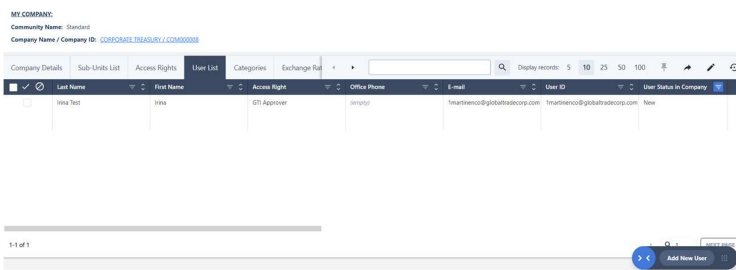 MY COMPANY:
Community Name: Standard
Company Name / Company ID: CORPORATE TREASURY / COM000008
Company Details Sub-Units List Access Rights User List Categories Exchange Rat Display records: 5 10 25 50 100
Last Name First Name Access Right Office Phone E-mail User ID User Status in Company
Irina Test Irina GTI Approver (empty) 1martinenco@globaltradecorp.com 1martinenco@globaltradecorp.com New
1-1 of 1 NEXT PAGE
Add New User